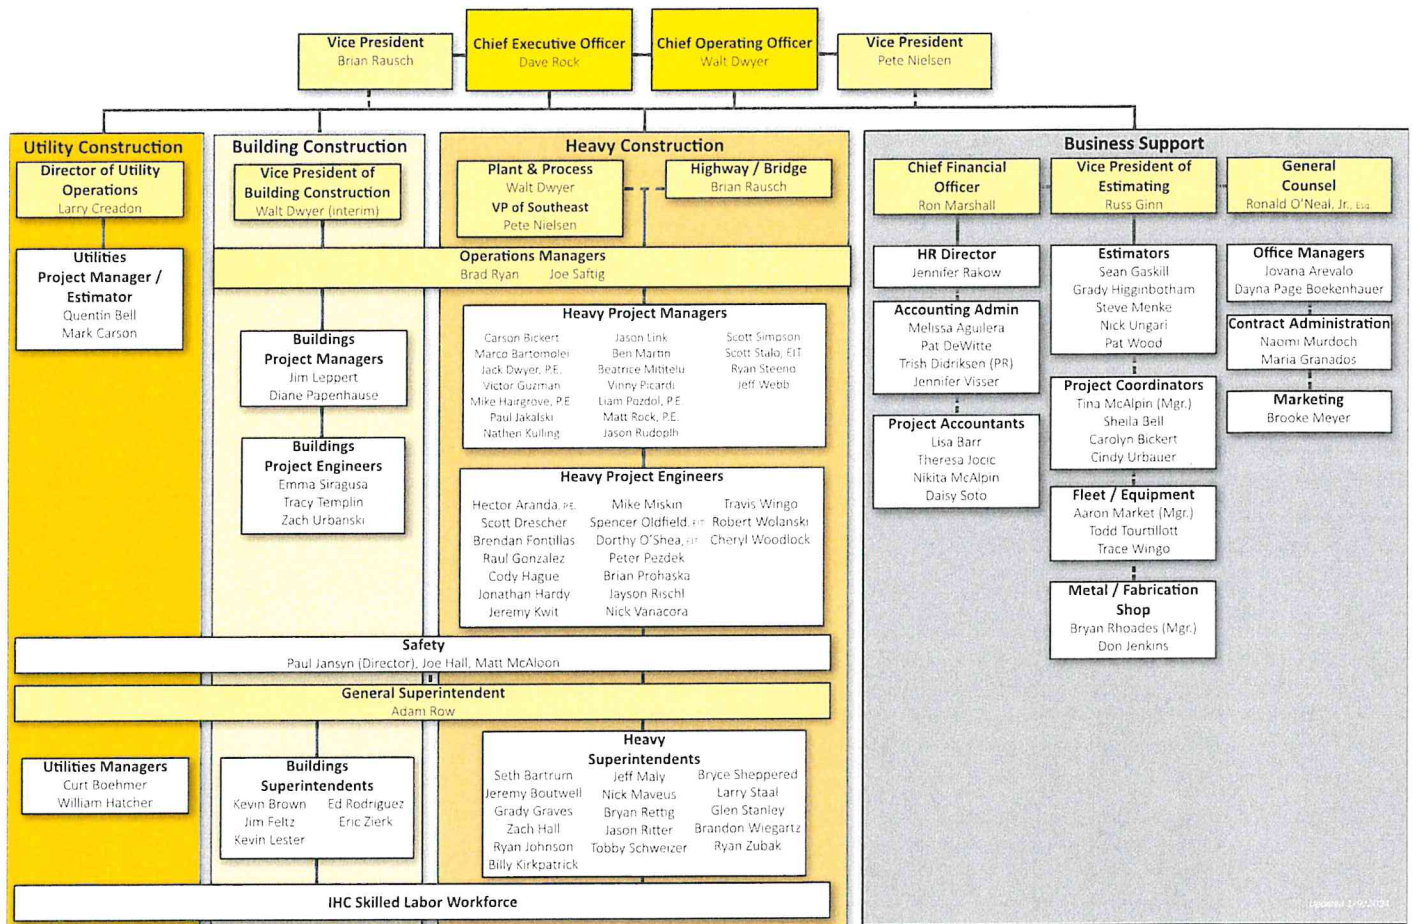 Vice President
Brian Rausch
Chief Executive Officer
Dave Rock
Chief Operating Officer
Walt Dwyer
Vice President
Pete Nielsen
Utility Construction
Director of Utility
Operations
Larry Creadon
Utilities
Project Manager /
Estimator
Quentin Bell
Mark Carson
Building Construction
Vice President of
Building Construction
Walt Dwyer (interim)
Heavy Construction
Plant & Process
Walt Dwyer
VP of Southeast
Pete Nielsen
Highway / Bridge
Brian Rausch
Operations Managers
Brad Ryan Joe Saftig
Buildings
Project Managers
Jim Leppert
Diane Papenhause
Buildings
Project Engineers
Emma Siragusa
Tracy Templin
Zach Urbanski
Heavy Project Managers
Carson Bickert Jason Link Scott Simpson
Marco Bartomolei Ben Martin Scott Stalo, EIT
Jack Dwyer, P.E. Beatrice Mititelu Ryan Steeno
Victor Guzman Vinny Picardi Jeff Webb
Mike Hairgrove, P.E Liam Pozdol, P.E
Paul Jakalski Matt Rock, P.E.
Nathen Kulling Jason Rudoplh
Heavy Project Engineers
Hector Aranda, P.E. Mike Miskin Travis Wingo
Scott Drescher Spencer Oldfield, EIT Robert Wolanski
Brendan Fontillas Dorthy O'Shea, EIT Cheryl Woodlock
Raul Gonzalez Peter Pezdek
Cody Hague Brian Prohaska
Jonathan Hardy Jayson Rischl
Jeremy Kwit Nick Vanacora
Safety
Paul Jansyn (Director), Joe Hall, Matt McAloon
General Superintendent
Adam Row
Utilities Managers
Curt Boehmer
William Hatcher
Buildings
Superintendents
Kevin Brown Ed Rodriguez
Jim Feltz Eric Zierk
Kevin Lester
Heavy
Superintendents
Seth Bartrum Jeff Maly Bryce Sheppered
Jeremy Boutwell Nick Maveus Larry Staal
Grady Graves Bryan Rettig Glen Stanley
Zach Hall Jason Ritter Brandon Wiegartz
Ryan Johnson Tobby Schweizer Ryan Zubak
Billy Kirkpatrick
IHC Skilled Labor Workforce
Business Support
Chief Financial
Officer
Ron Marshall
HR Director
Jennifer Rakow
Accounting Admin
Melissa Aguilera
Pat DeWitte
Trish Didriksen (PR)
Jennifer Visser
Project Accountants
Lisa Barr
Theresa Jocic
Nikita McAlpin
Daisy Soto
Vice President of
Estimating
Russ Ginn
Estimators
Sean Gaskill
Grady Higginbotham
Steve Menke
Nick Ungari
Pat Wood
Project Coordinators
Tina McAlpin (Mgr.)
Sheila Bell
Carolyn Bickert
Cindy Urbauer
Fleet / Equipment
Aaron Market (Mgr.)
Todd Tourtillott
Trace Wingo
Metal / Fabrication
Shop
Bryan Rhoades (Mgr.)
Don Jenkins
General
Counsel
Ronald O'Neal, Jr., Esq
Office Managers
Jovana Arevalo
Dayna Page Boekenhauer
Contract Administration
Naomi Murdoch
Maria Granados
Marketing
Brooke Meyer
Updated 1/9/2024